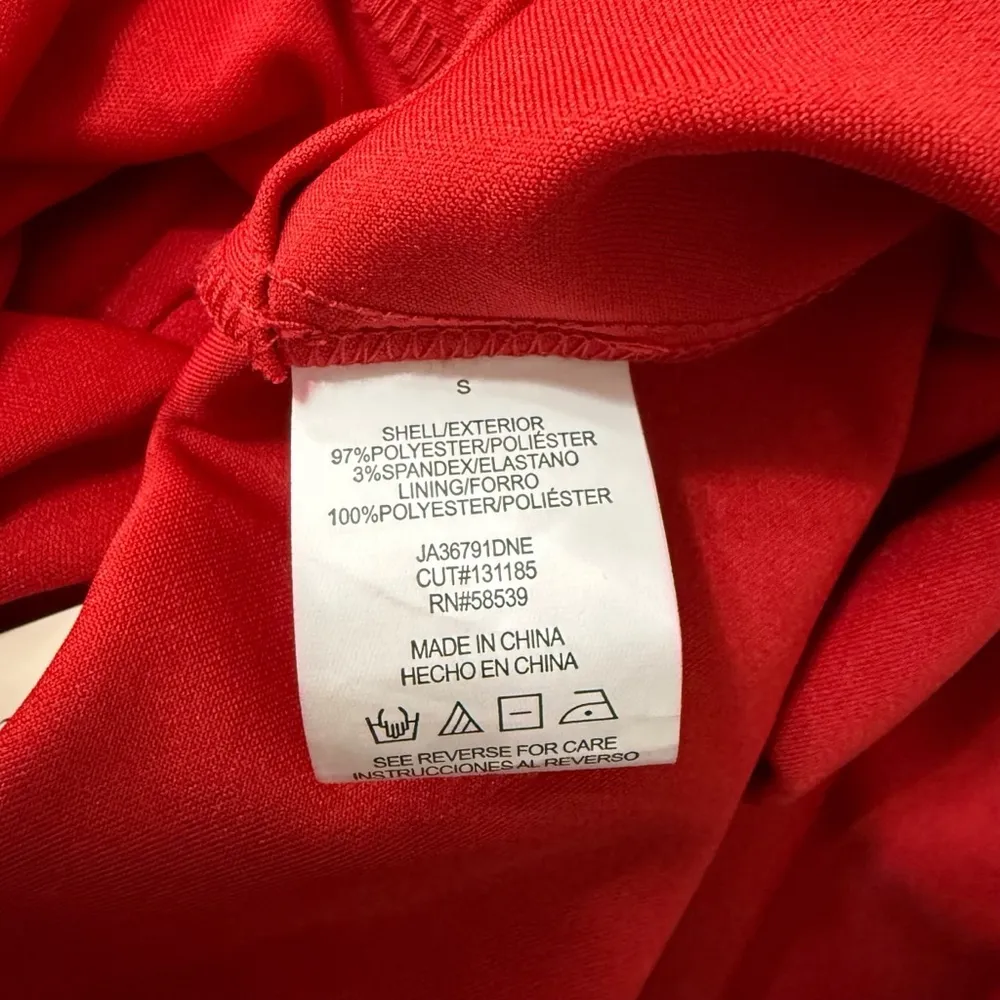 S
SHELL/EXTERIOR
97%POLYESTER/POLIÉSTER
3%SPANDEX/ELASTANO
LINING/FORRO
100%POLYESTER/POLIÉSTER
JA36791DNE
CUT#131185
RN#58539
MADE IN CHINA
HECHO EN CHINA
SEE REVERSE FOR CARE
INSTRUCCIONES AL REVERSO